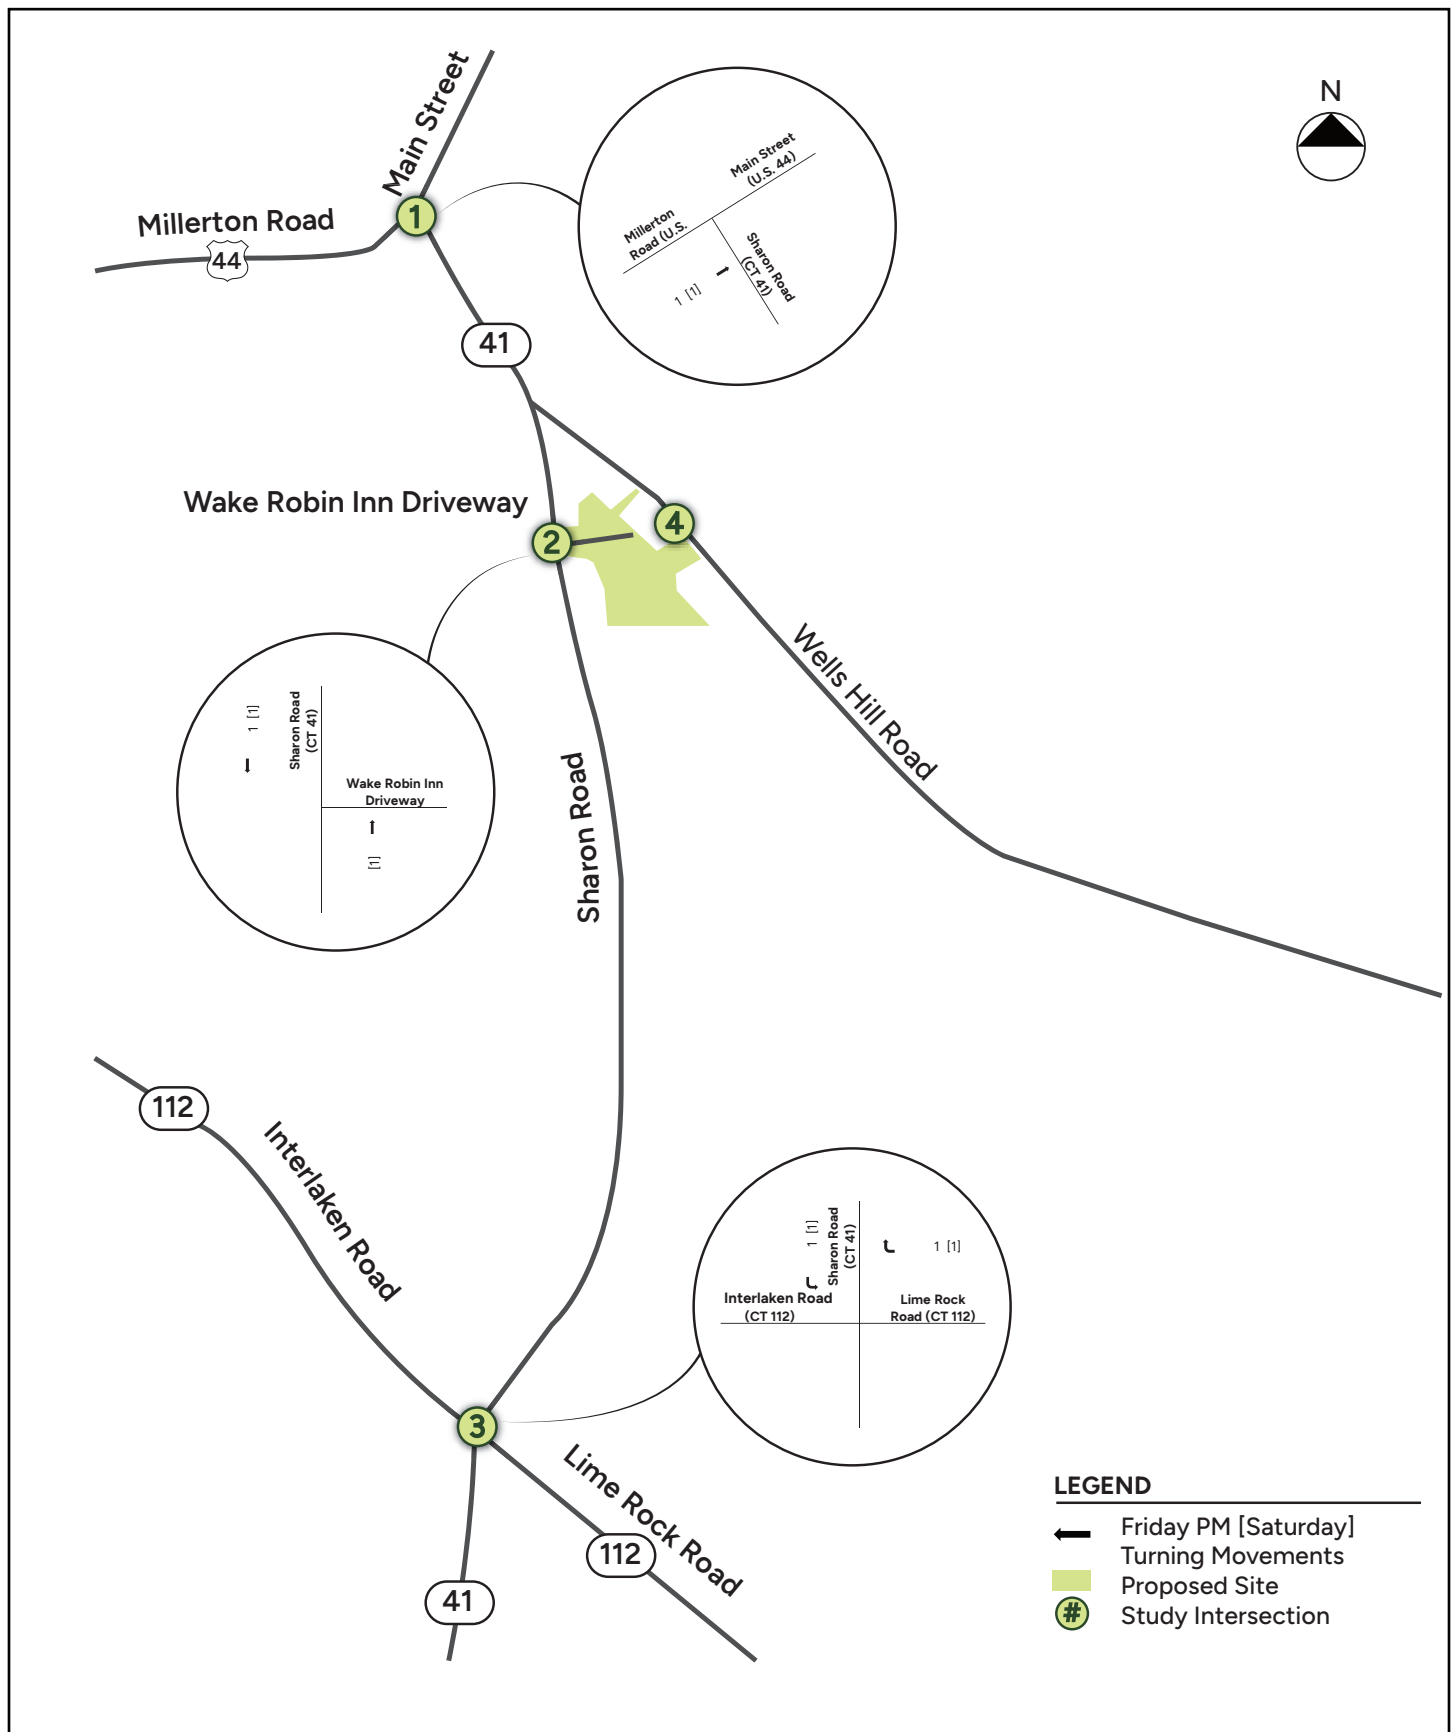 N
Main Street
Millerton Road
44
1
Main Street
(U.S. 44)
Millerton
Road (U.S.
Sharon Road
(CT 41)
1 [1]
41
Wake Robin Inn Driveway
2
4
Wells Hill Road
1 [1]
Sharon Road
(CT 41)
Wake Robin Inn
Driveway
[1]
Sharon Road
112
Interlaken Road
1 [1]
Sharon Road
(CT 41)
1 [1]
Interlaken Road
(CT 112)
Lime Rock
Road (CT 112)
3
Lime Rock Road
112
41
LEGEND
Friday PM [Saturday]
Turning Movements
Proposed Site
# Study Intersection